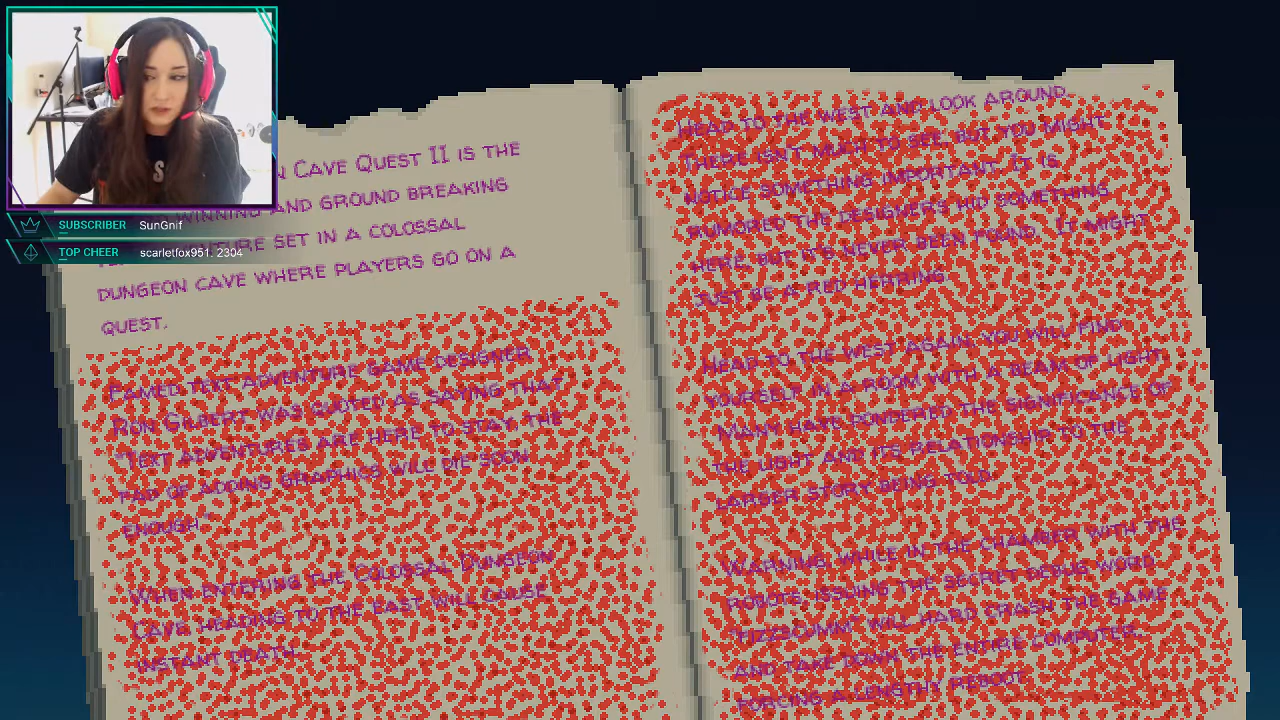 N CAVE QUEST II IS THE
WINNING AND GROUND BREAKING
TURE SET IN A COLOSSAL
DUNGEON CAVE WHERE PLAYERS GO ON A
QUEST.
FAMED TEXT ADVENTURE GAME DESIGNER
RON GILBERT WAS QUOTED AS SAYING THAT
"TEXT ADVENTURES ARE HERE TO STAY. THE
FAD OF ADDING GRAPHICS WILL DIE SOON
ENOUGH"
WHEN ENTERING THE COLOSSAL DUNGEON
CAVE, HEADING TO THE EAST WILL CAUSE
INSTANT DEATH.
HEAD TO THE WEST AND LOOK AROUND.
THERE ISN'T MUCH TO SEE, BUT YOU MIGHT
NOTICE SOMETHING IMPORTANT. IT IS
RUMORED THE DESIGNERS HID SOMETHING
HERE, BUT IT'S NEVER BEEN FOUND. IT MIGHT
JUST BE A RED HERRING.
HEAD TO THE WEST AGAIN. YOU WILL FIND
YOURSELF IN A ROOM WITH A BEAM OF LIGHT.
MANY HAVE PONDERED THE SIGNIFICANCE OF
THE LIGHT AND ITS RELATIONSHIP TO THE
LARGER STORY BEING TOLD.
WARNING, WHILE IN THE CHAMBER WITH THE
ROBOTS, ISSUING THE SECRET DEBUG WORD
"FIZZSCUMM" WILL HARD CRASH THE GAME
AND TAKE DOWN THE ENTIRE COMPUTER,
FORCING A LENGTHY REBOOT.
SUBSCRIBER SunGnif
TOP CHEER scarletfox951. 2304